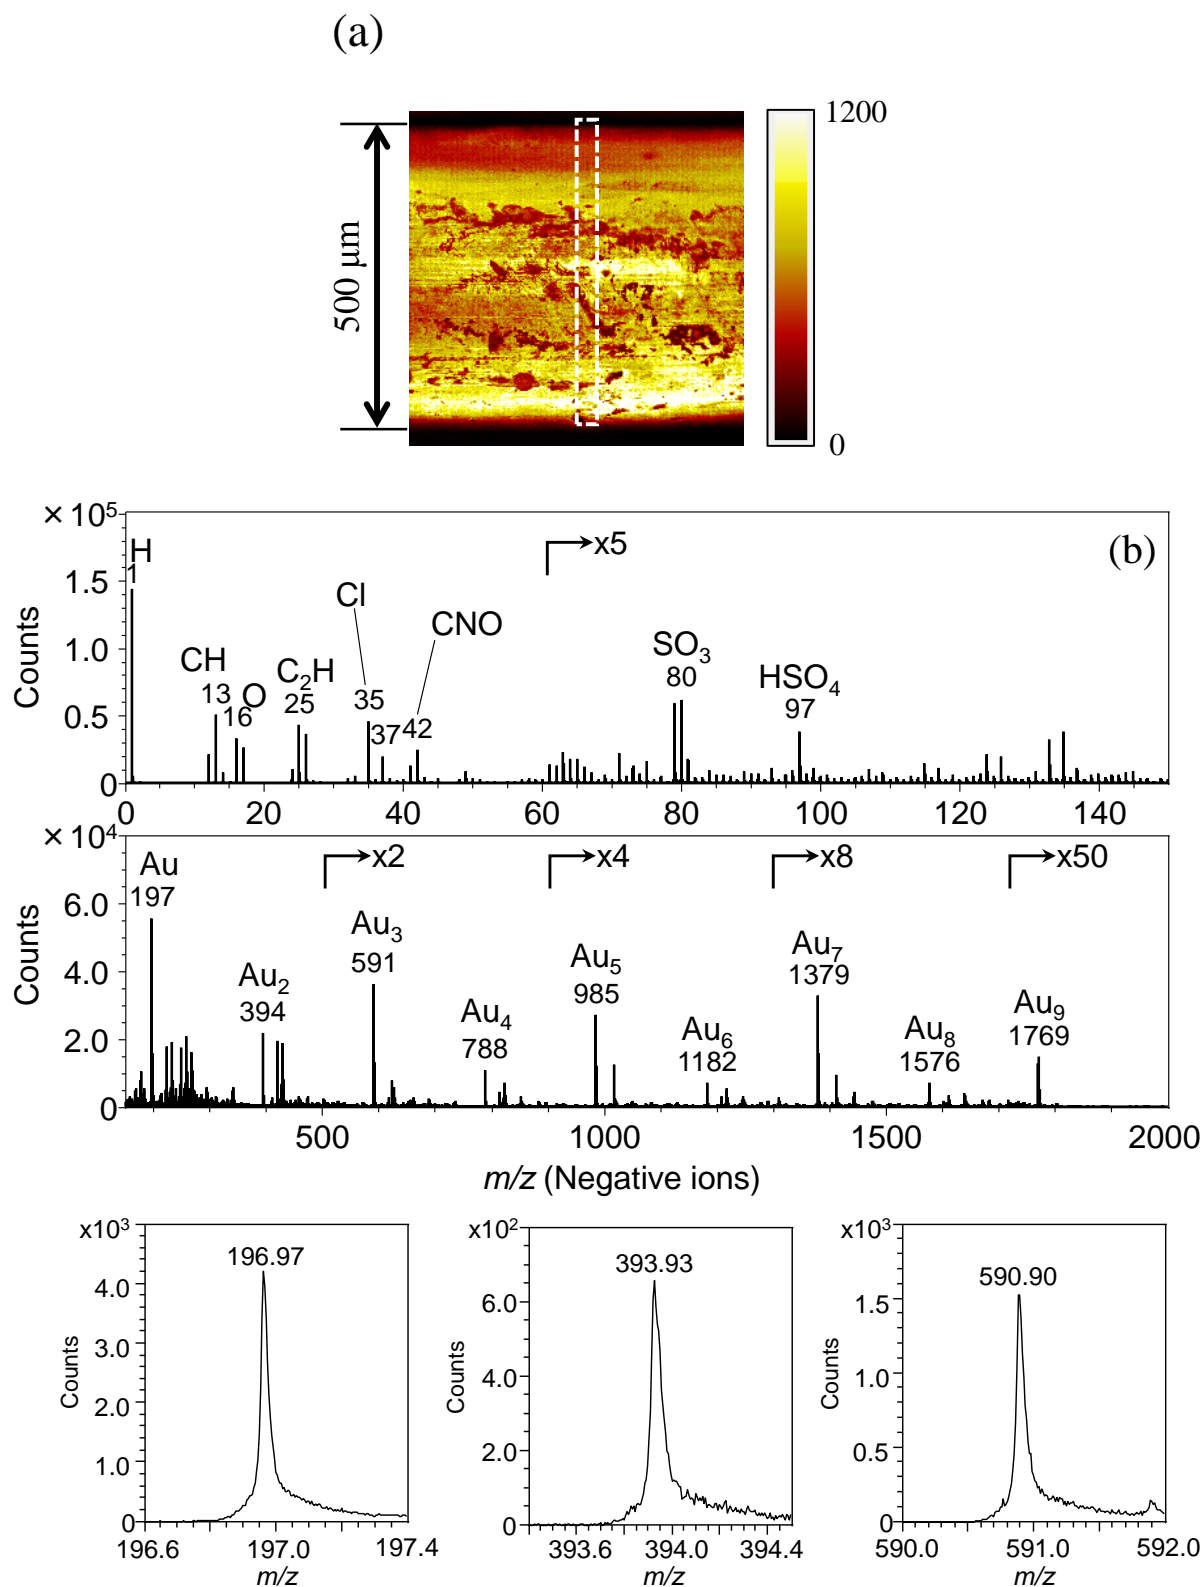 (a)
1200
500 μm
0
(b)
× 10⁵
Counts
1.5
1.0
0.5
0
H
1
CH
13
16
O
C₂H
25
Cl
35
37
42
CNO
x5
SO₃
80
HSO₄
97
0 20 40 60 80 100 120 140
× 10⁴
Counts
6.0
4.0
2.0
0
Au
197
Au₂
394
x2
Au₃
591
Au₄
788
x4
Au₅
985
Au₆
1182
x8
Au₇
1379
Au₈
1576
x50
Au₉
1769
500 1000 1500 2000
m/z (Negative ions)
x10³
196.97
Counts
4.0
3.0
2.0
1.0
0
196.6 197.0 197.4
m/z
x10²
393.93
Counts
6.0
4.0
2.0
0
393.6 394.0 394.4
m/z
x10³
590.90
Counts
1.5
1.0
0.5
0
590.0 591.0 592.0
m/z